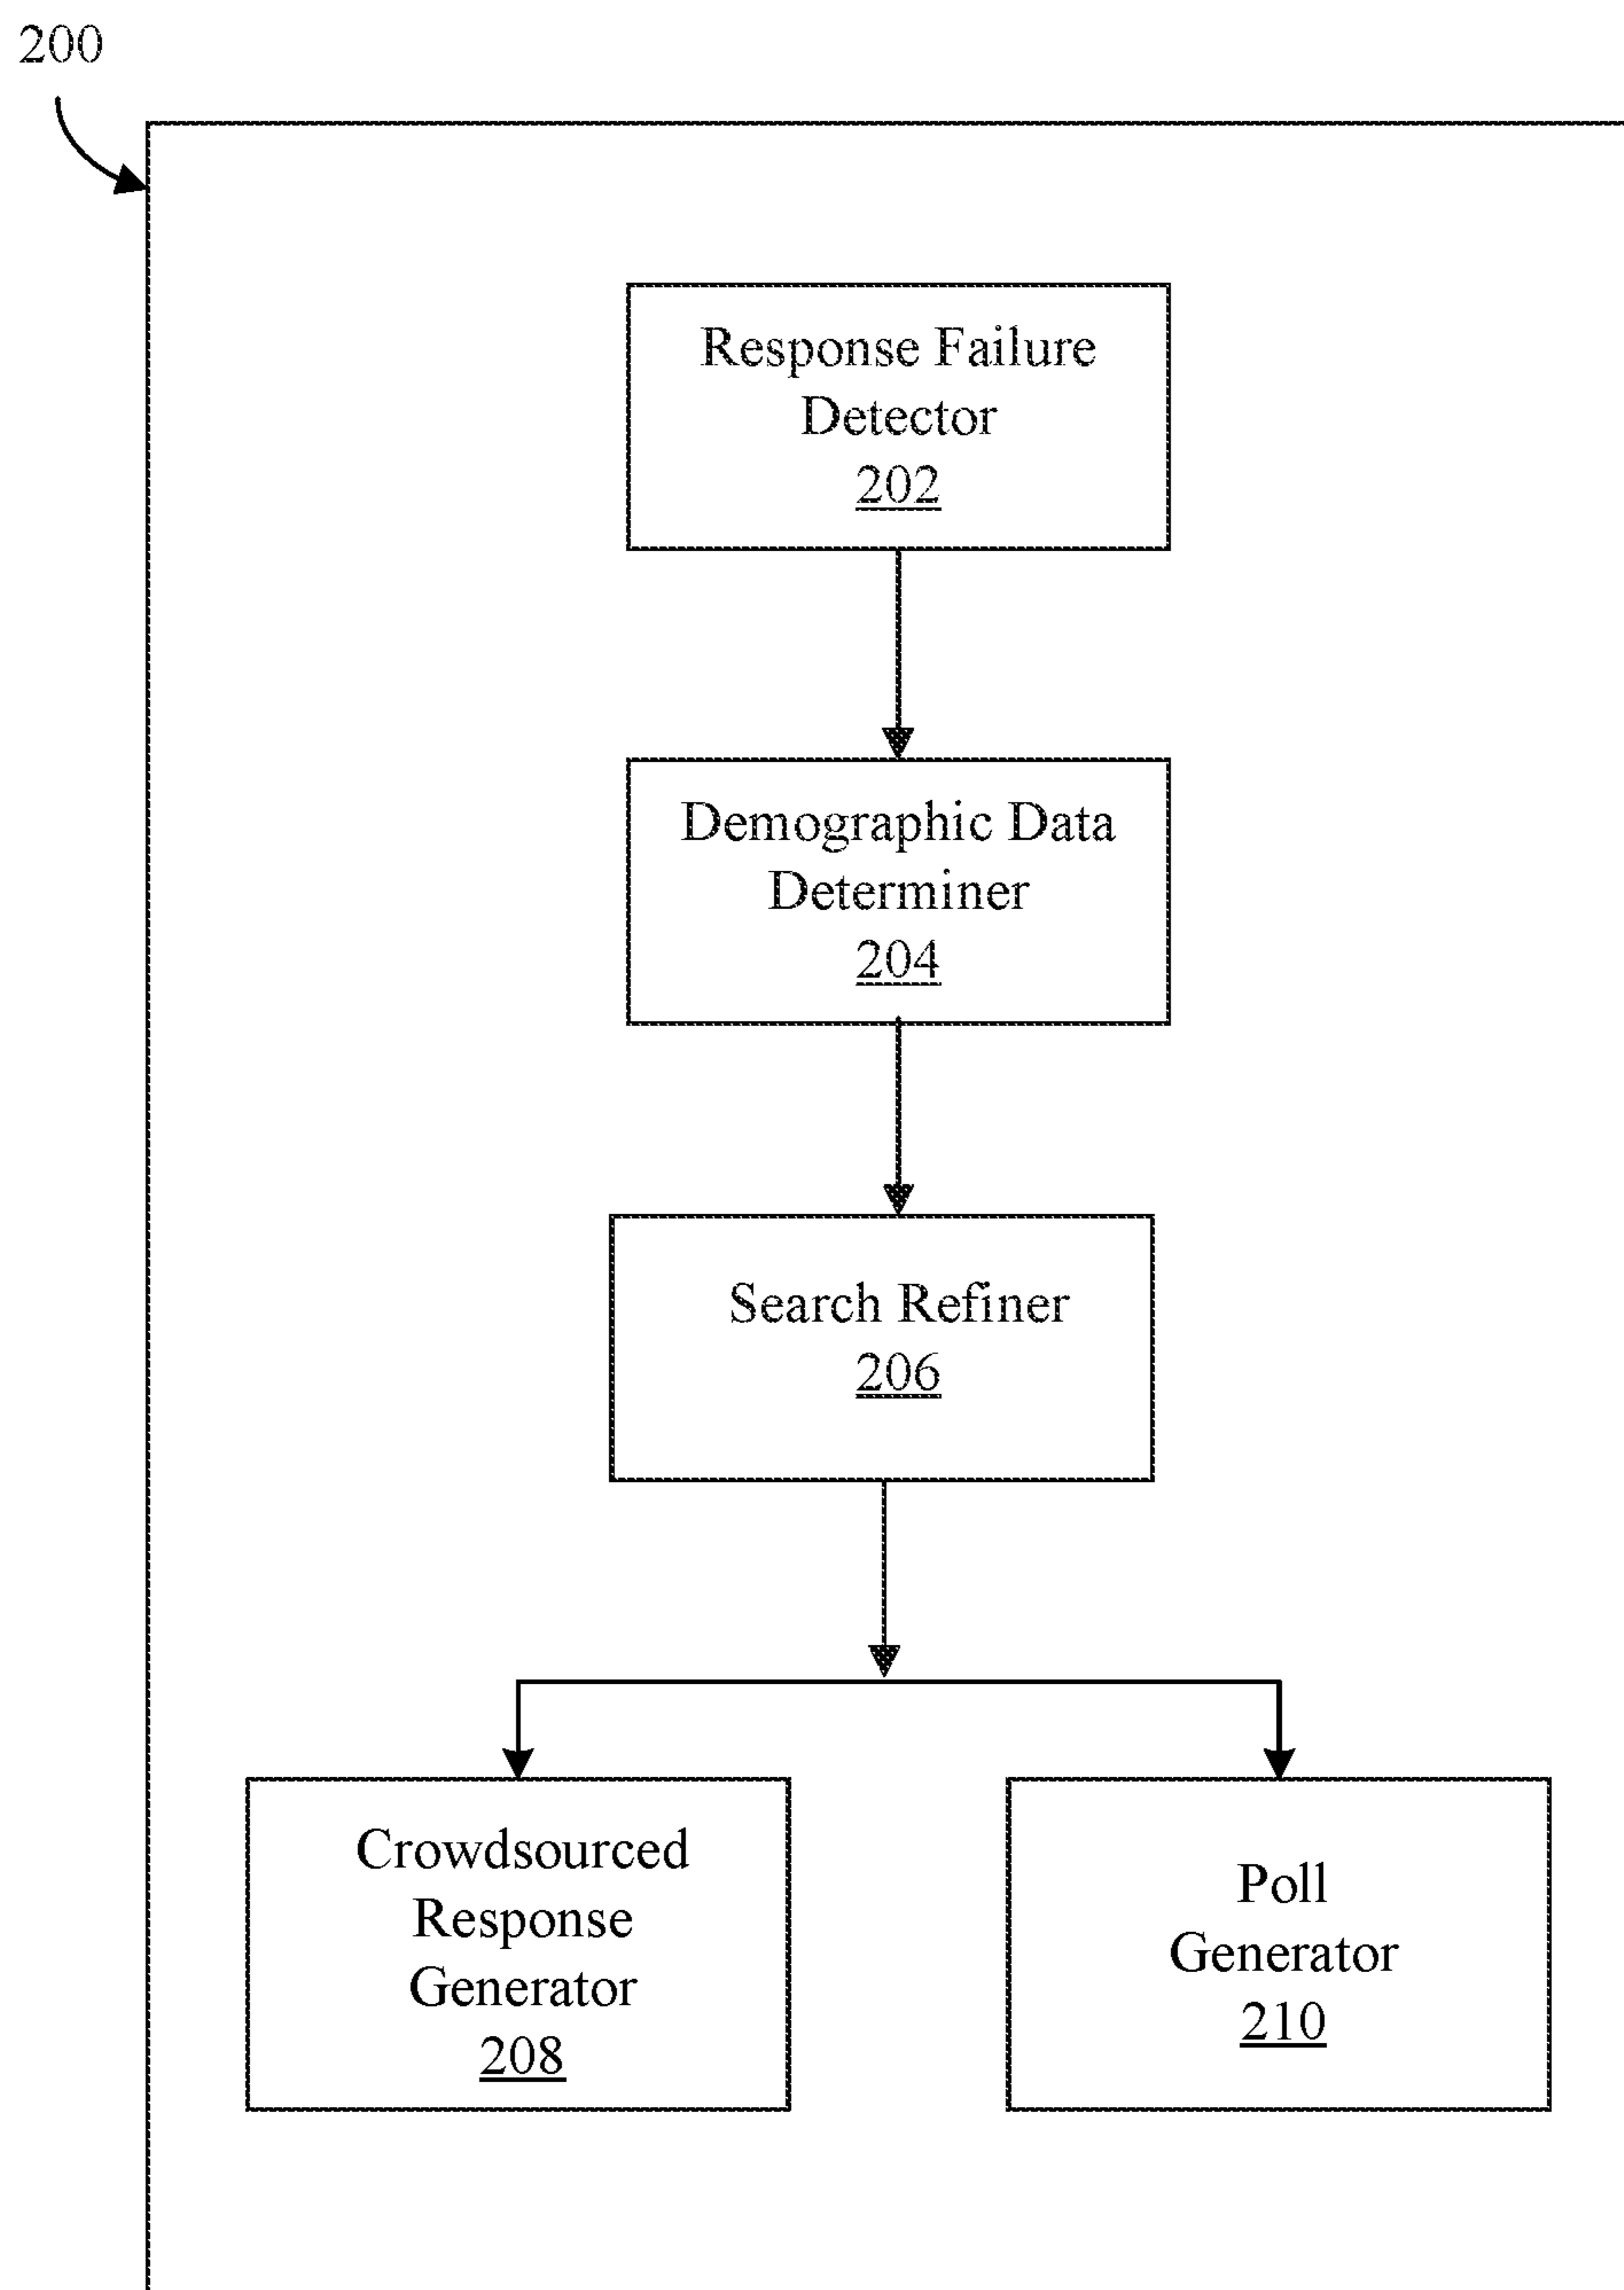 200
Response Failure
Detector
202
Demographic Data
Determiner
204
Search Refiner
206
Crowdsourced
Response
Generator
208
Poll
Generator
210